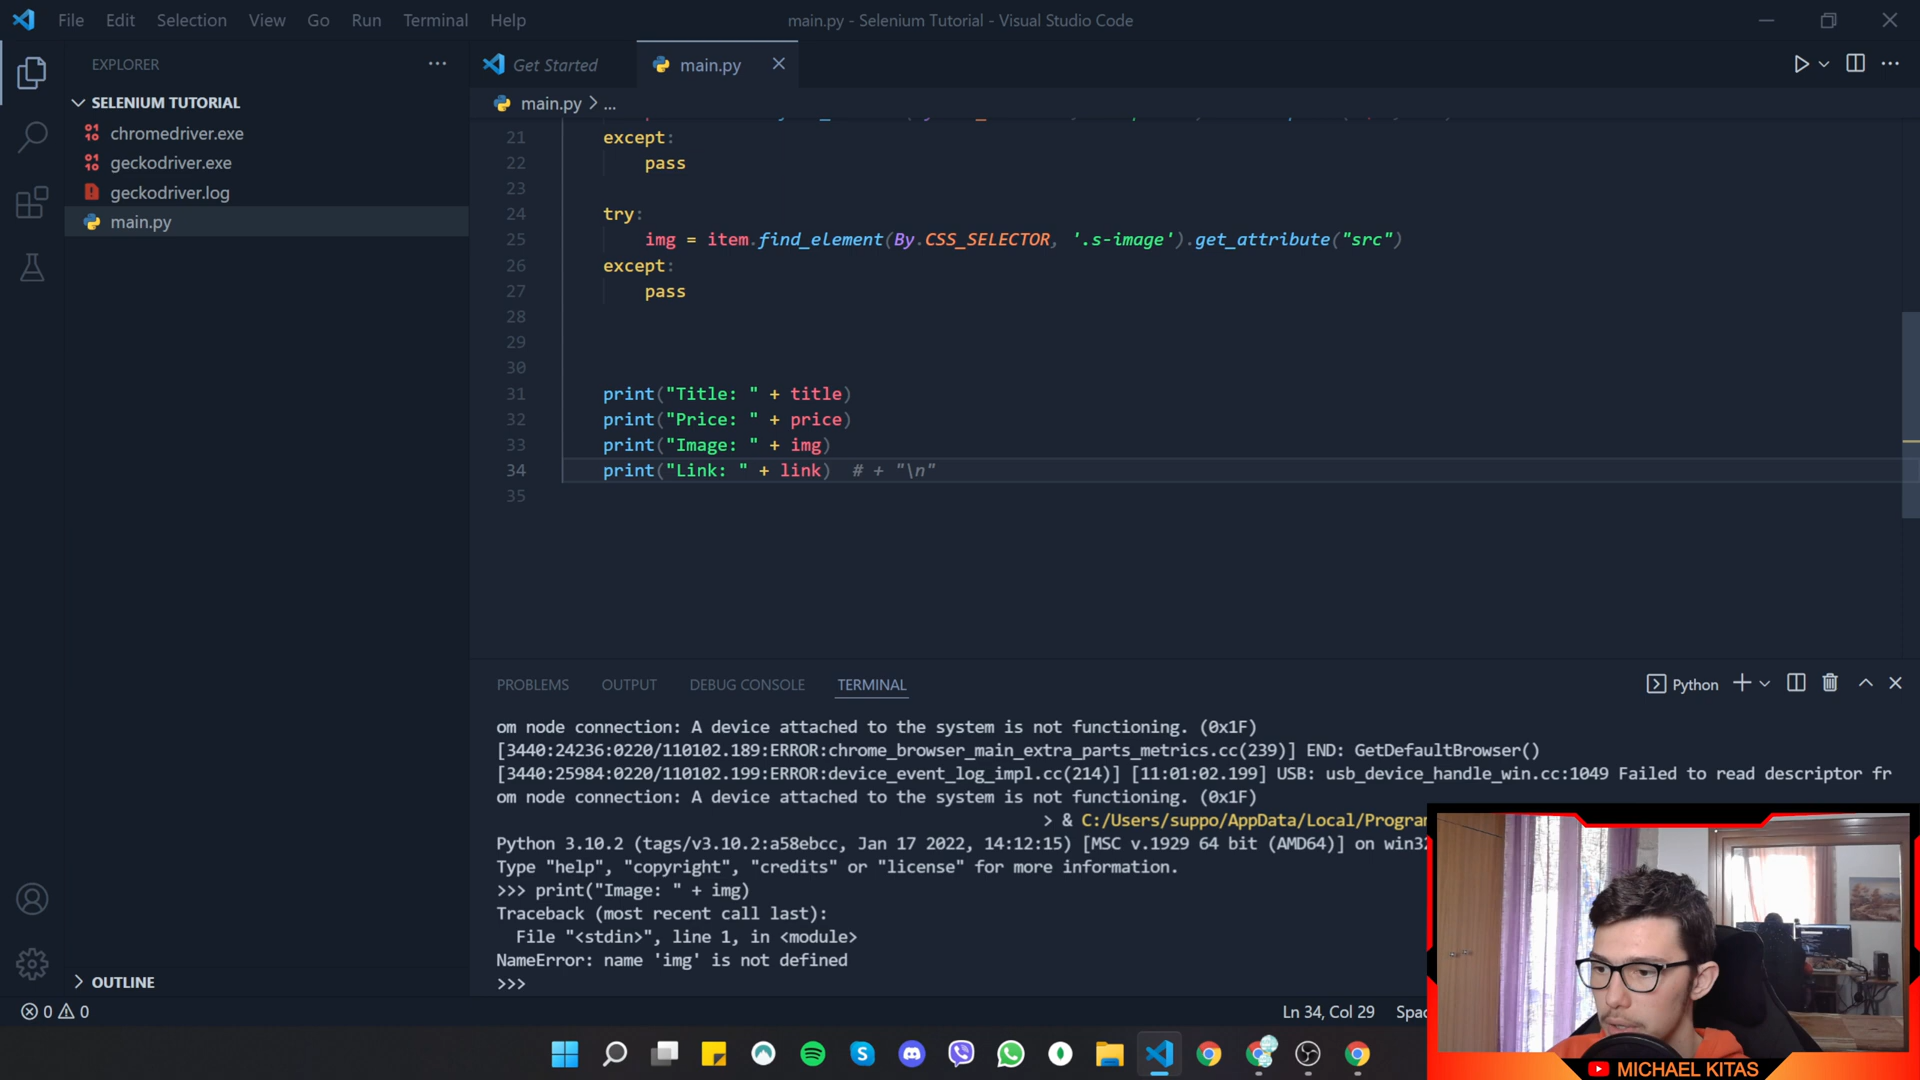 File Edit Selection View Go Run Terminal Help
main.py - Selenium Tutorial - Visual Studio Code
EXPLORER
SELENIUM TUTORIAL
chromedriver.exe
geckodriver.exe
geckodriver.log
main.py
OUTLINE
Get Started
main.py
main.py > ...
21 except:
22 pass
23
24 try:
25 img = item.find_element(By.CSS_SELECTOR, '.s-image').get_attribute("src")
26 except:
27 pass
28
29
30
31 print("Title: " + title)
32 print("Price: " + price)
33 print("Image: " + img)
34 print("Link: " + link) # + "\n"
35
PROBLEMS OUTPUT DEBUG CONSOLE TERMINAL
Python
om node connection: A device attached to the system is not functioning. (0x1F)
[3440:24236:0220/110102.189:ERROR:chrome_browser_main_extra_parts_metrics.cc(239)] END: GetDefaultBrowser()
[3440:25984:0220/110102.199:ERROR:device_event_log_impl.cc(214)] [11:01:02.199] USB: usb_device_handle_win.cc:1049 Failed to read descriptor fr
om node connection: A device attached to the system is not functioning. (0x1F)
> & C:/Users/suppo/AppData/Local/Program
Python 3.10.2 (tags/v3.10.2:a58ebcc, Jan 17 2022, 14:12:15) [MSC v.1929 64 bit (AMD64)] on win32
Type "help", "copyright", "credits" or "license" for more information.
>>> print("Image: " + img)
Traceback (most recent call last):
File "<stdin>", line 1, in <module>
NameError: name 'img' is not defined
>>>
0 0
Ln 34, Col 29 Spac
MICHAEL KITAS